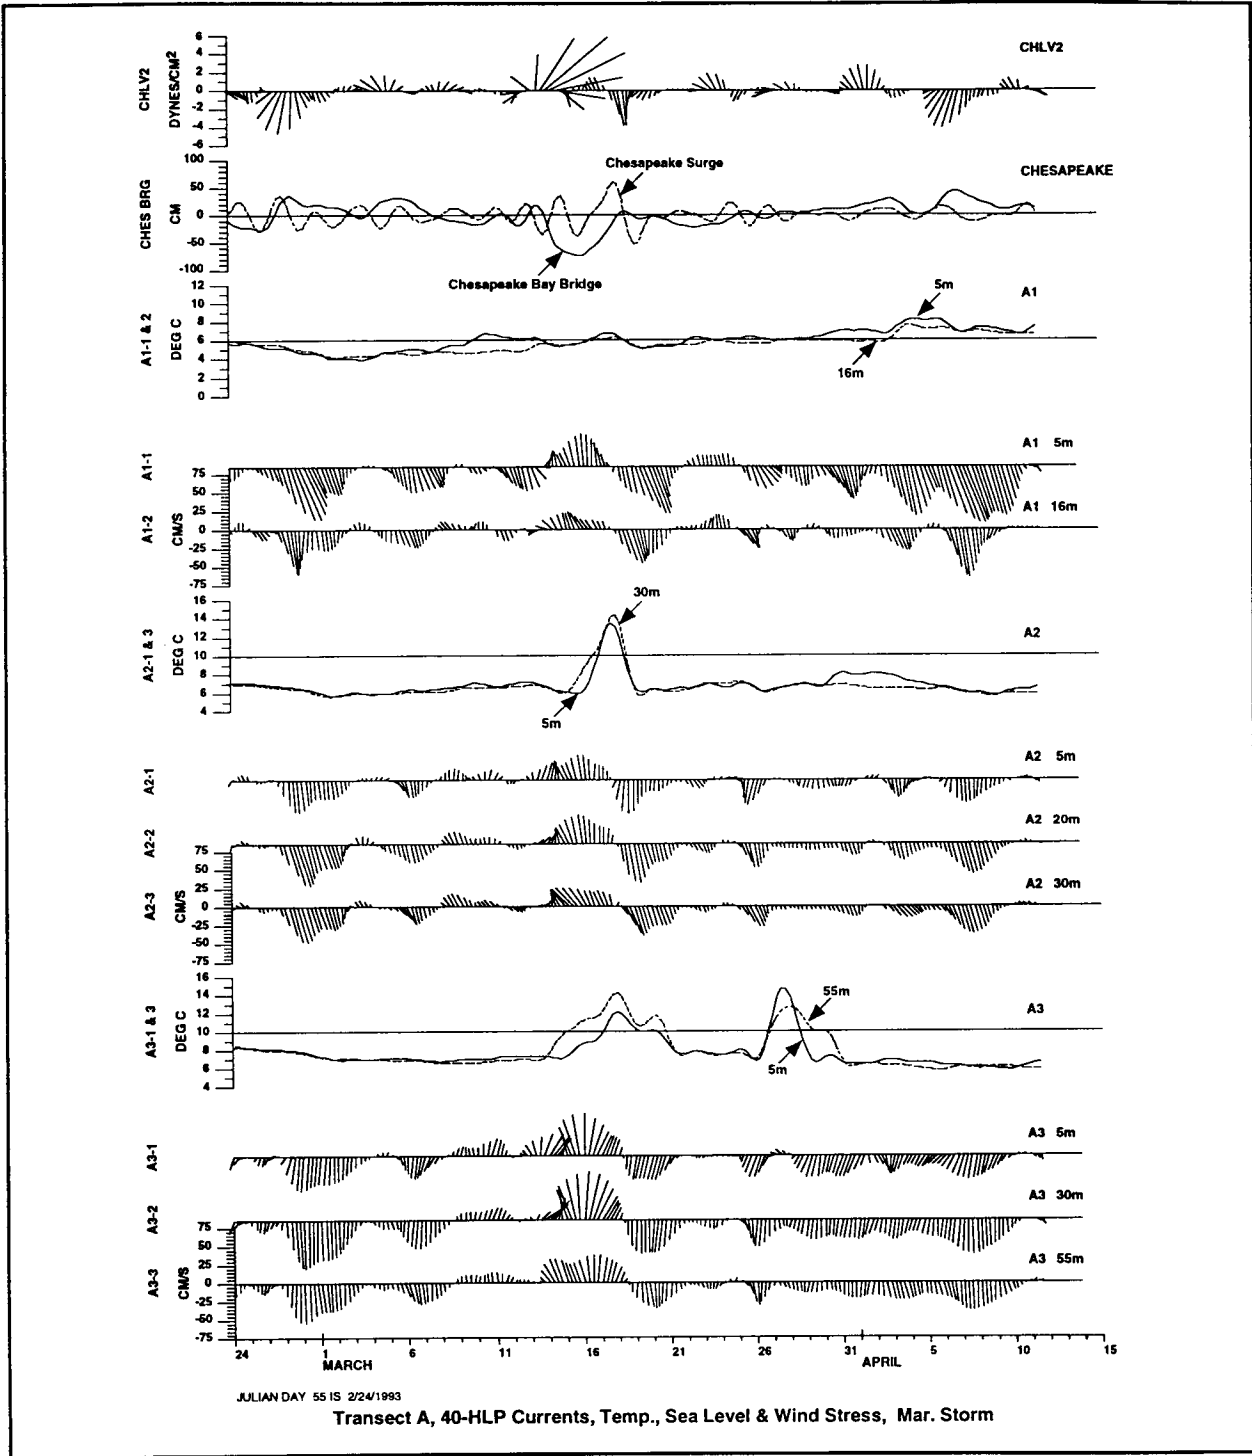 CHLV2
DYNES/CM2
6
4
2
0
-2
-4
-6
CHLV2
CHES BRG
CM
100
50
0
-50
-100
Chesapeake Surge
CHESAPEAKE
Chesapeake Bay Bridge
A1-1 & 2
DEG C
12
10
8
6
4
2
0
5m
A1
16m
A1-1
A1 5m
75
50
25
0
-25
-50
-75
A1-2
CM/S
A1 16m
A2-1 & 3
DEG C
16
14
12
10
8
6
4
30m
A2
5m
A2-1
A2 5m
A2-2
A2 20m
75
50
25
0
-25
-50
-75
A2-3
CM/S
A2 30m
A3-1 & 3
DEG C
16
14
12
10
8
6
4
55m
A3
5m
A3-1
A3 5m
A3-2
A3 30m
75
50
25
0
-25
-50
-75
A3-3
CM/S
A3 55m
24 1 6 11 16 21 26 31 5 10 15
MARCH APRIL
JULIAN DAY 55 IS 2/24/1993
Transect A, 40-HLP Currents, Temp., Sea Level & Wind Stress, Mar. Storm